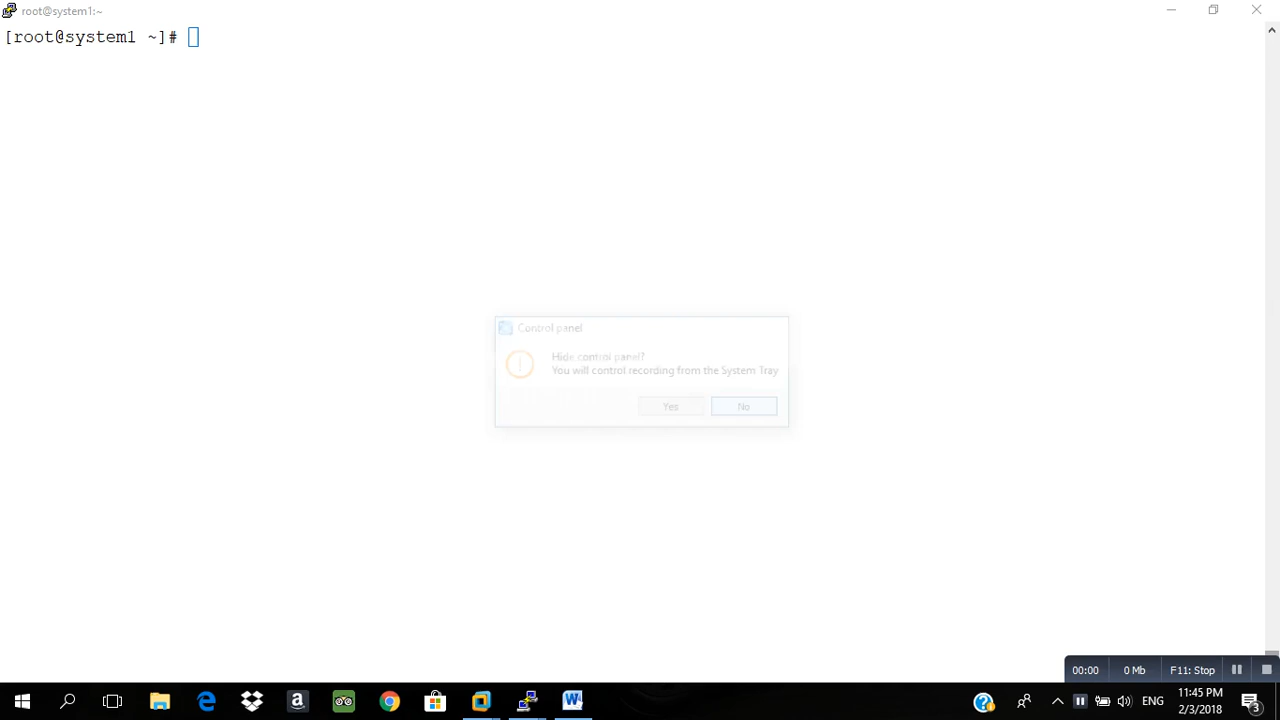 root@system1:~
[root@system1 ~]#
Control panel
Hide control panel?
You will control recording from the System Tray
Yes
No
00:00
0 Mb
F11: Stop
ENG
11:45 PM
2/3/2018
3